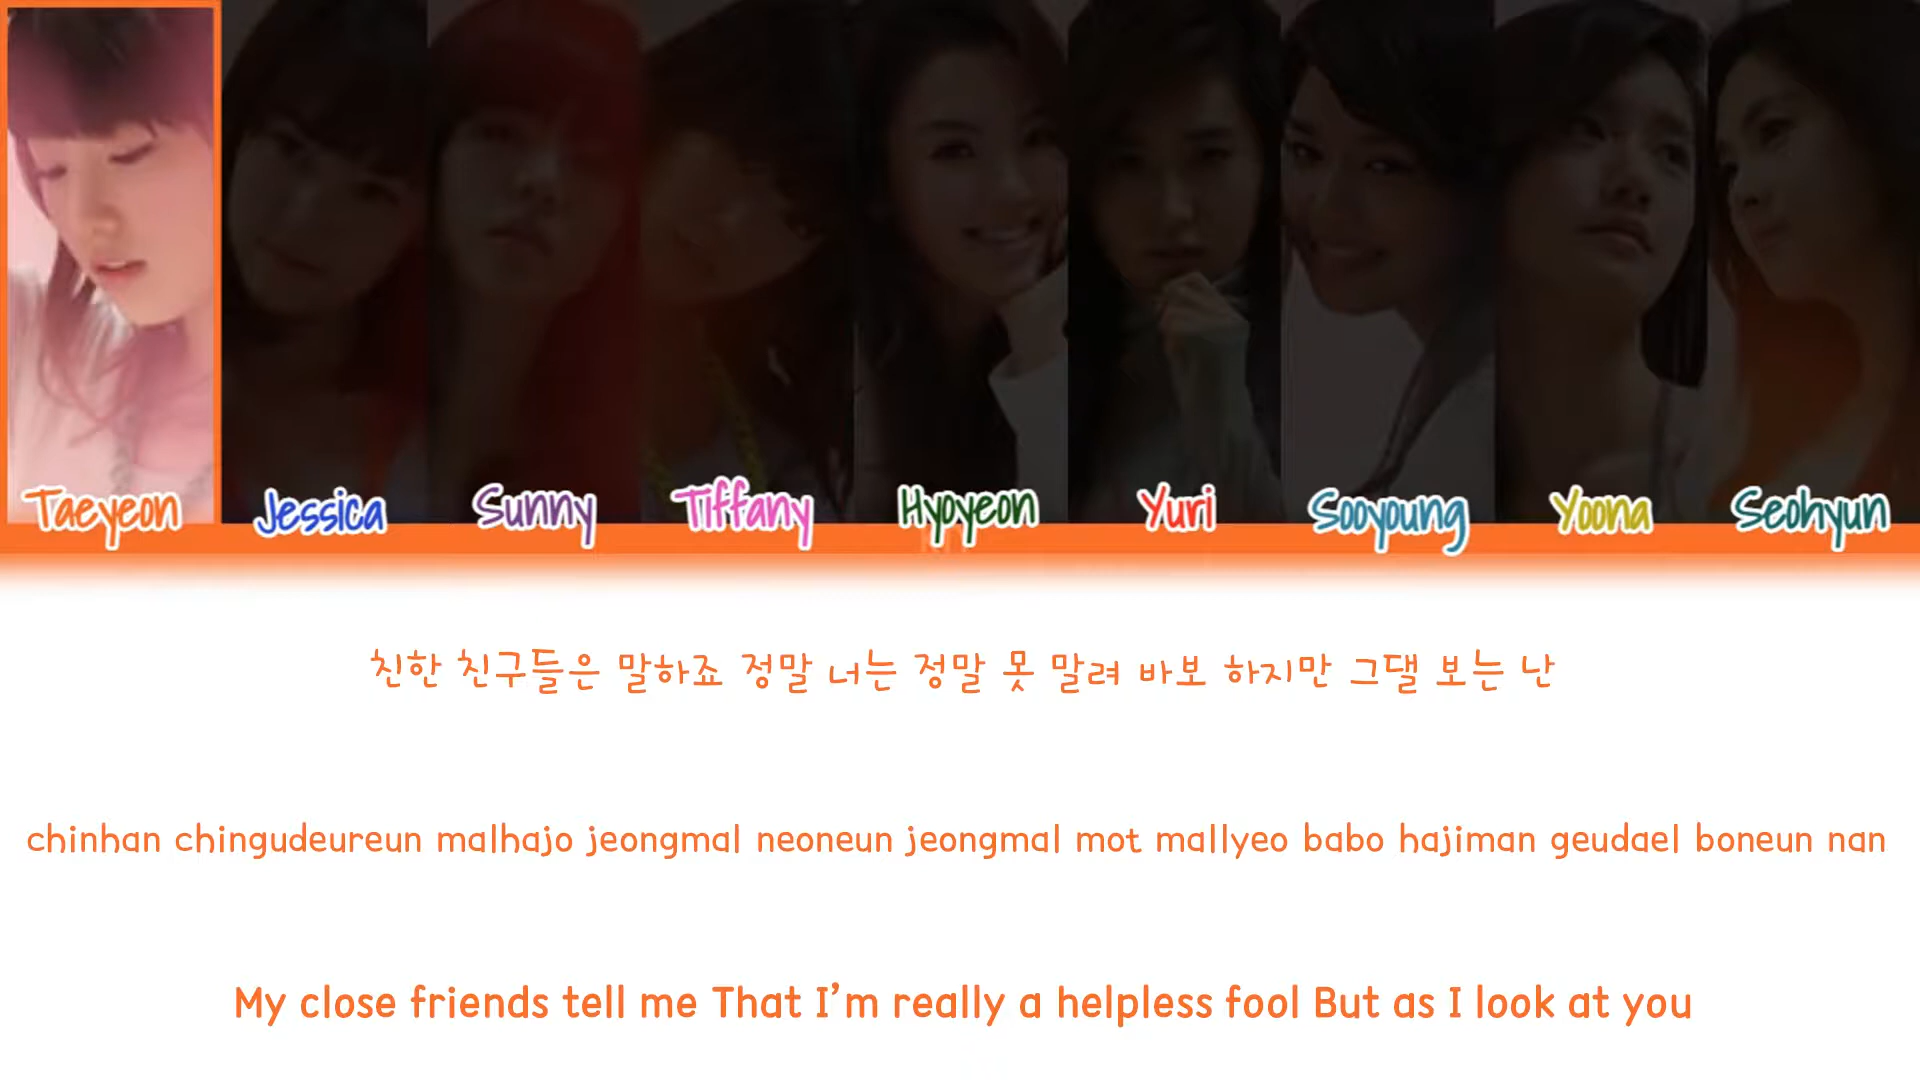 Taeyeon Jessica Sunny Tiffany Hyoyeon Yuri Sooyoung Yoona Seohyun
친한 친구들은 말하죠 정말 너는 정말 못 말려 바보 하지만 그댈 보는 난
chinhan chingudeureun malhajo jeongmal neoneun jeongmal mot mallyeo babo hajiman geudael boneun nan
My close friends tell me That I’m really a helpless fool But as I look at you